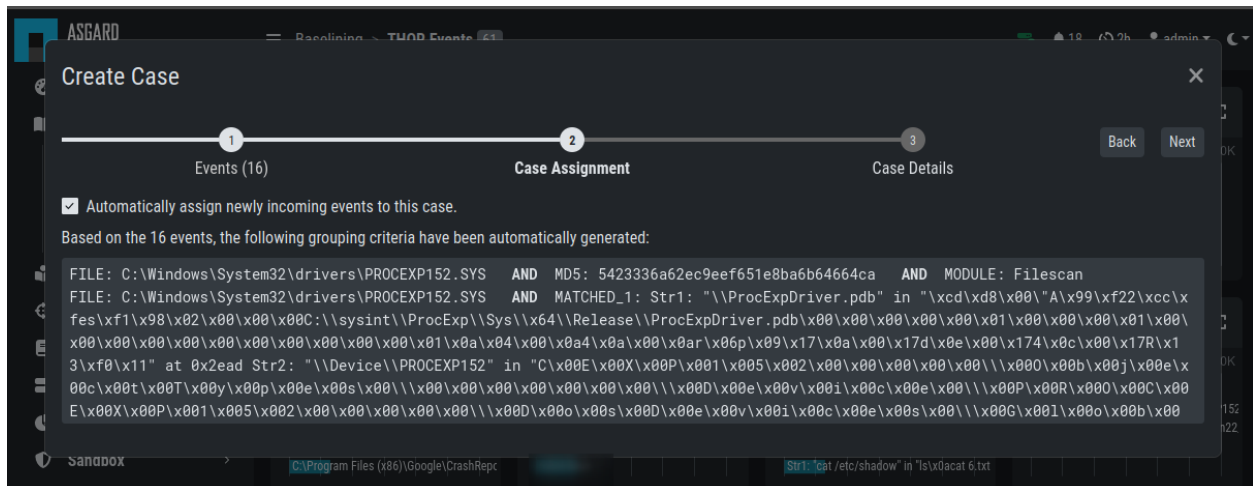 ASGARD
Baselining > THOR Events 61
18 2h admin
Create Case
1 2 3
Back Next
Events (16) Case Assignment Case Details
Automatically assign newly incoming events to this case.
Based on the 16 events, the following grouping criteria have been automatically generated:
FILE: C:\Windows\System32\drivers\PROCEXP152.SYS AND MD5: 5423336a62ec9eef651e8ba6b64664ca AND MODULE: Filescan
FILE: C:\Windows\System32\drivers\PROCEXP152.SYS AND MATCHED_1: Str1: "\\ProcExpDriver.pdb" in "\xcd\xd8\x00\"A\x99\xf22\xcc\x
fes\xf1\x98\x02\x00\x00\x00C:\\sysint\\ProcExp\\Sys\\x64\\Release\\ProcExpDriver.pdb\x00\x00\x00\x00\x00\x01\x00\x00\x00\x01\x00\
x00\x00\x00\x00\x00\x00\x00\x00\x00\x01\x0a\x04\x00\x0a4\x0a\x00\x0ar\x06p\x09\x17\x0a\x00\x17d\x0e\x00\x174\x0c\x00\x17R\x1
3\xf0\x11" at 0x2ead Str2: "\\Device\\PROCEXP152" in "C\x00E\x00X\x00P\x001\x005\x002\x00\x00\x00\x00\x00\\\x00O\x00b\x00j\x00e\x
00c\x00t\x00T\x00y\x00p\x00e\x00s\x00\\\x00\x00\x00\x00\x00\x00\x00\\\x00D\x00e\x00v\x00i\x00c\x00e\x00\\\x00P\x00R\x00O\x00C\x00
E\x00X\x00P\x001\x005\x002\x00\x00\x00\x00\x00\\\x00D\x00o\x00s\x00D\x00e\x00v\x00i\x00c\x00e\x00s\x00\\\x00G\x00l\x00o\x00b\x00
Sandbox
C:\Program Files (x86)\Google\CrashRepc
Str1: "cat /etc/shadow" in "ls\x0acat 6.txt